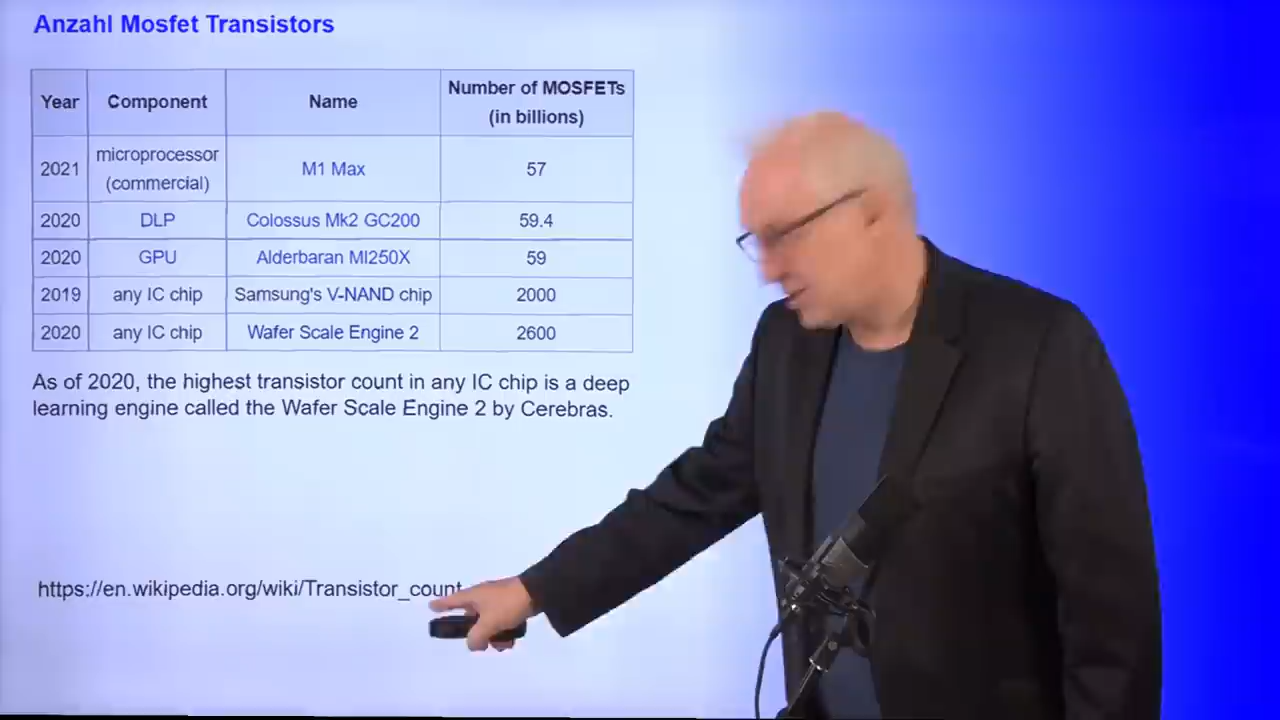 Anzahl Mosfet Transistors
Year Component Name Number of MOSFETs
(in billions)
2021 microprocessor
(commercial) M1 Max 57
2020 DLP Colossus Mk2 GC200 59.4
2020 GPU Alderbaran MI250X 59
2019 any IC chip Samsung's V-NAND chip 2000
2020 any IC chip Wafer Scale Engine 2 2600
As of 2020, the highest transistor count in any IC chip is a deep
learning engine called the Wafer Scale Engine 2 by Cerebras.
https://en.wikipedia.org/wiki/Transistor_count